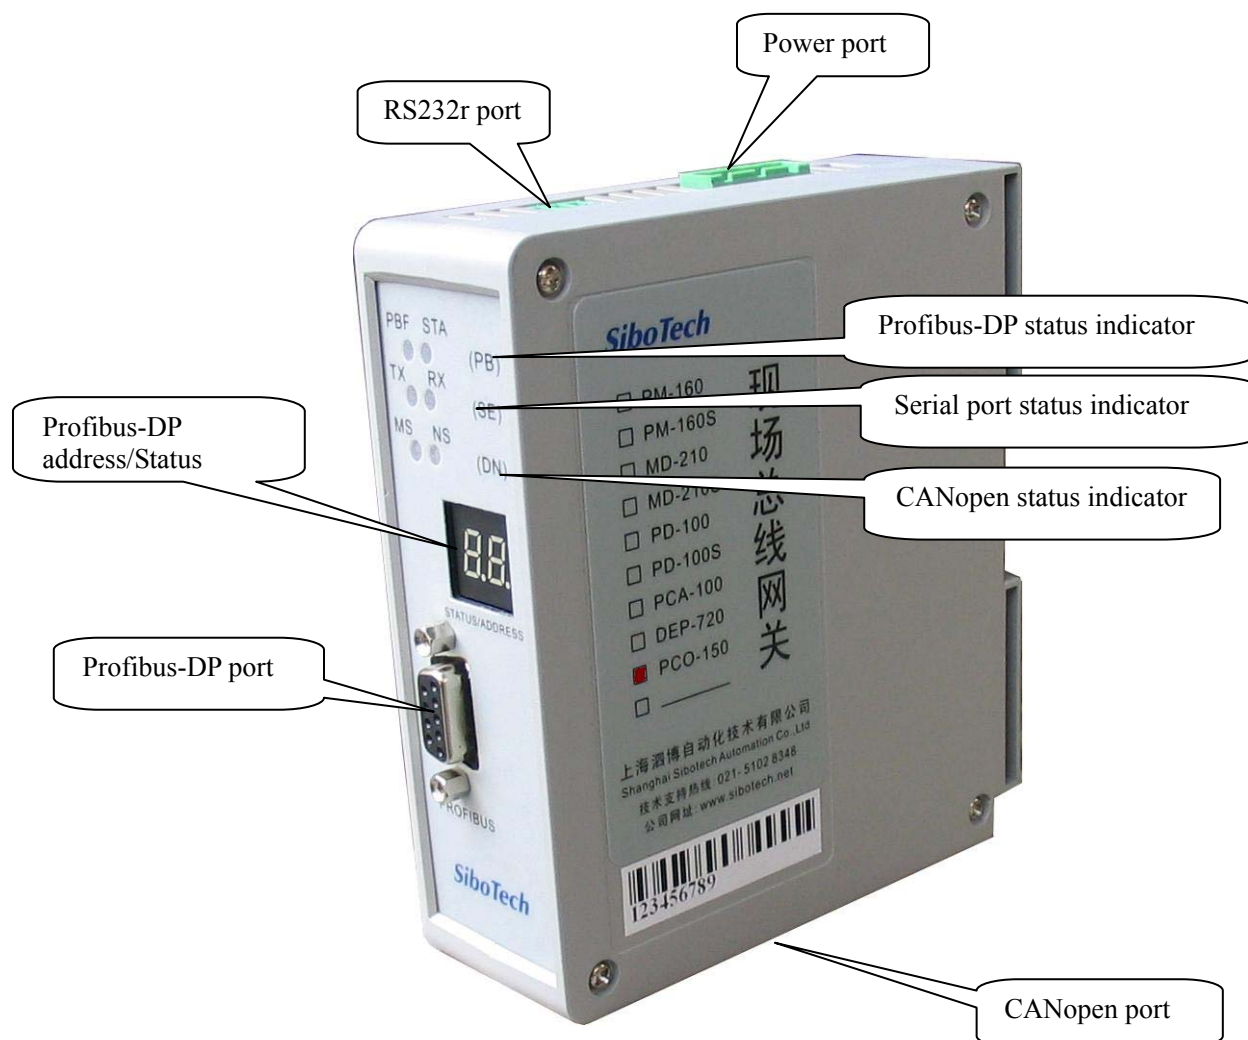 Power port
RS232r port
PBF STA
(PB)
TX RX
(SE)
MS NS
(DN)
STATUS/ADDRESS
PROFIBUS
SiboTech
SiboTech
PM-160
PM-160S
MD-210
MD-210S
PD-100
PD-100S
PCA-100
DEP-720
PCO-150
现场总线网关
上海泗博自动化技术有限公司
Shanghai Sibotech Automation Co.,Ltd
技术支持热线: 021- 5102 8348
公司网址: www.sibotech.net
123456789
Profibus-DP status indicator
Serial port status indicator
CANopen status indicator
Profibus-DP
address/Status
Profibus-DP port
CANopen port